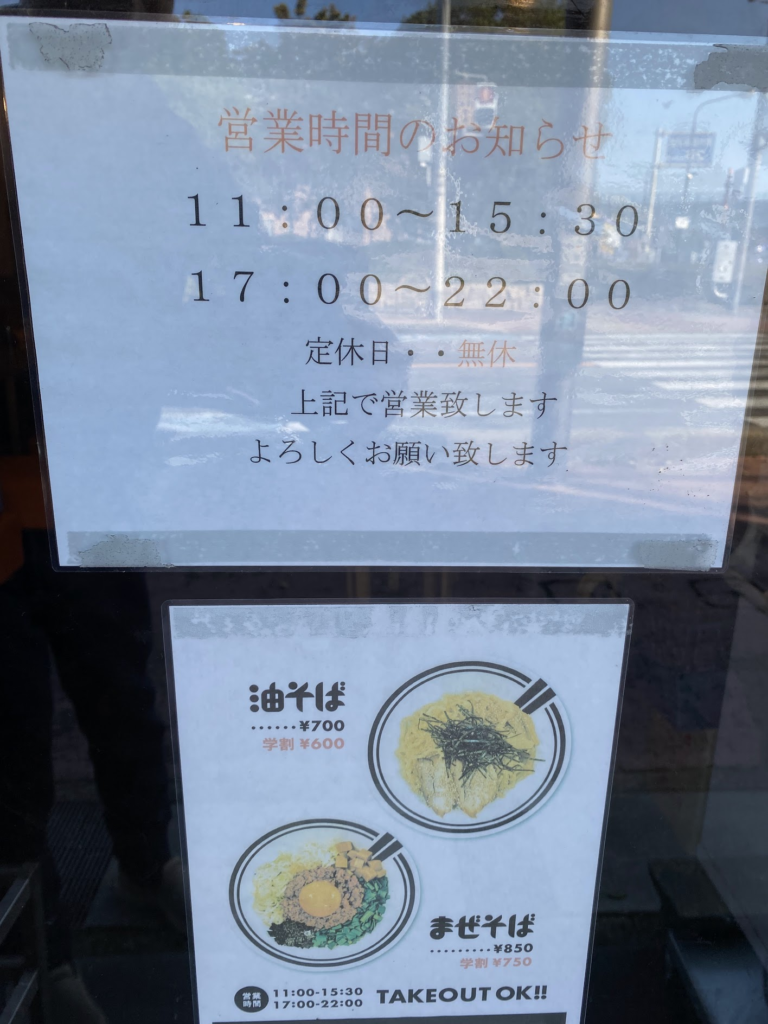 営業時間のお知らせ
11：00～15：30
17：00～22：00
定休日・・無休
上記で営業致します
よろしくお願い致します
油そば
······¥700
学割 ¥600
まぜそば
·········¥850
学割 ¥750
営業時間 11:00-15:30
17:00-22:00
TAKEOUT OK!!